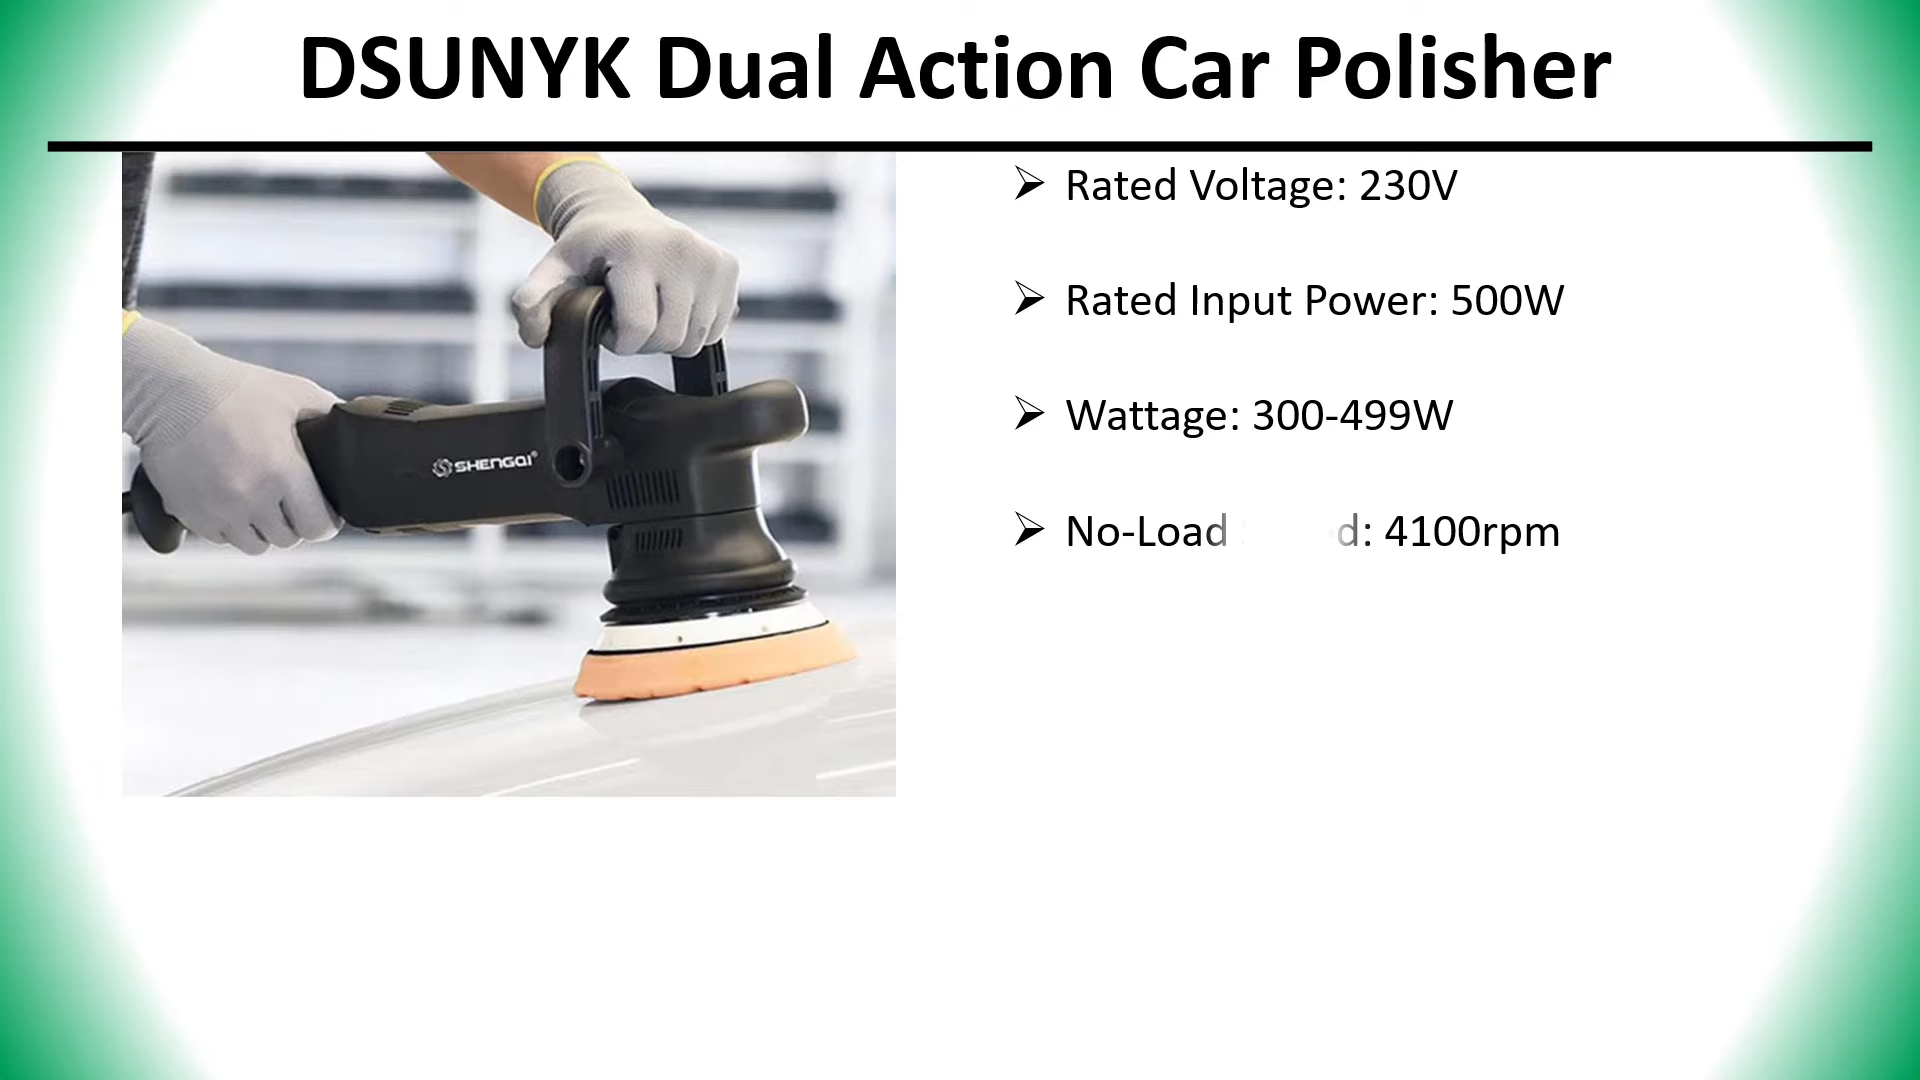 DSUNYK Dual Action Car Polisher
➢ Rated Voltage: 230V
➢ Rated Input Power: 500W
SHENGQI®
➢ Wattage: 300-499W
➢ No-Load d: 4100rpm